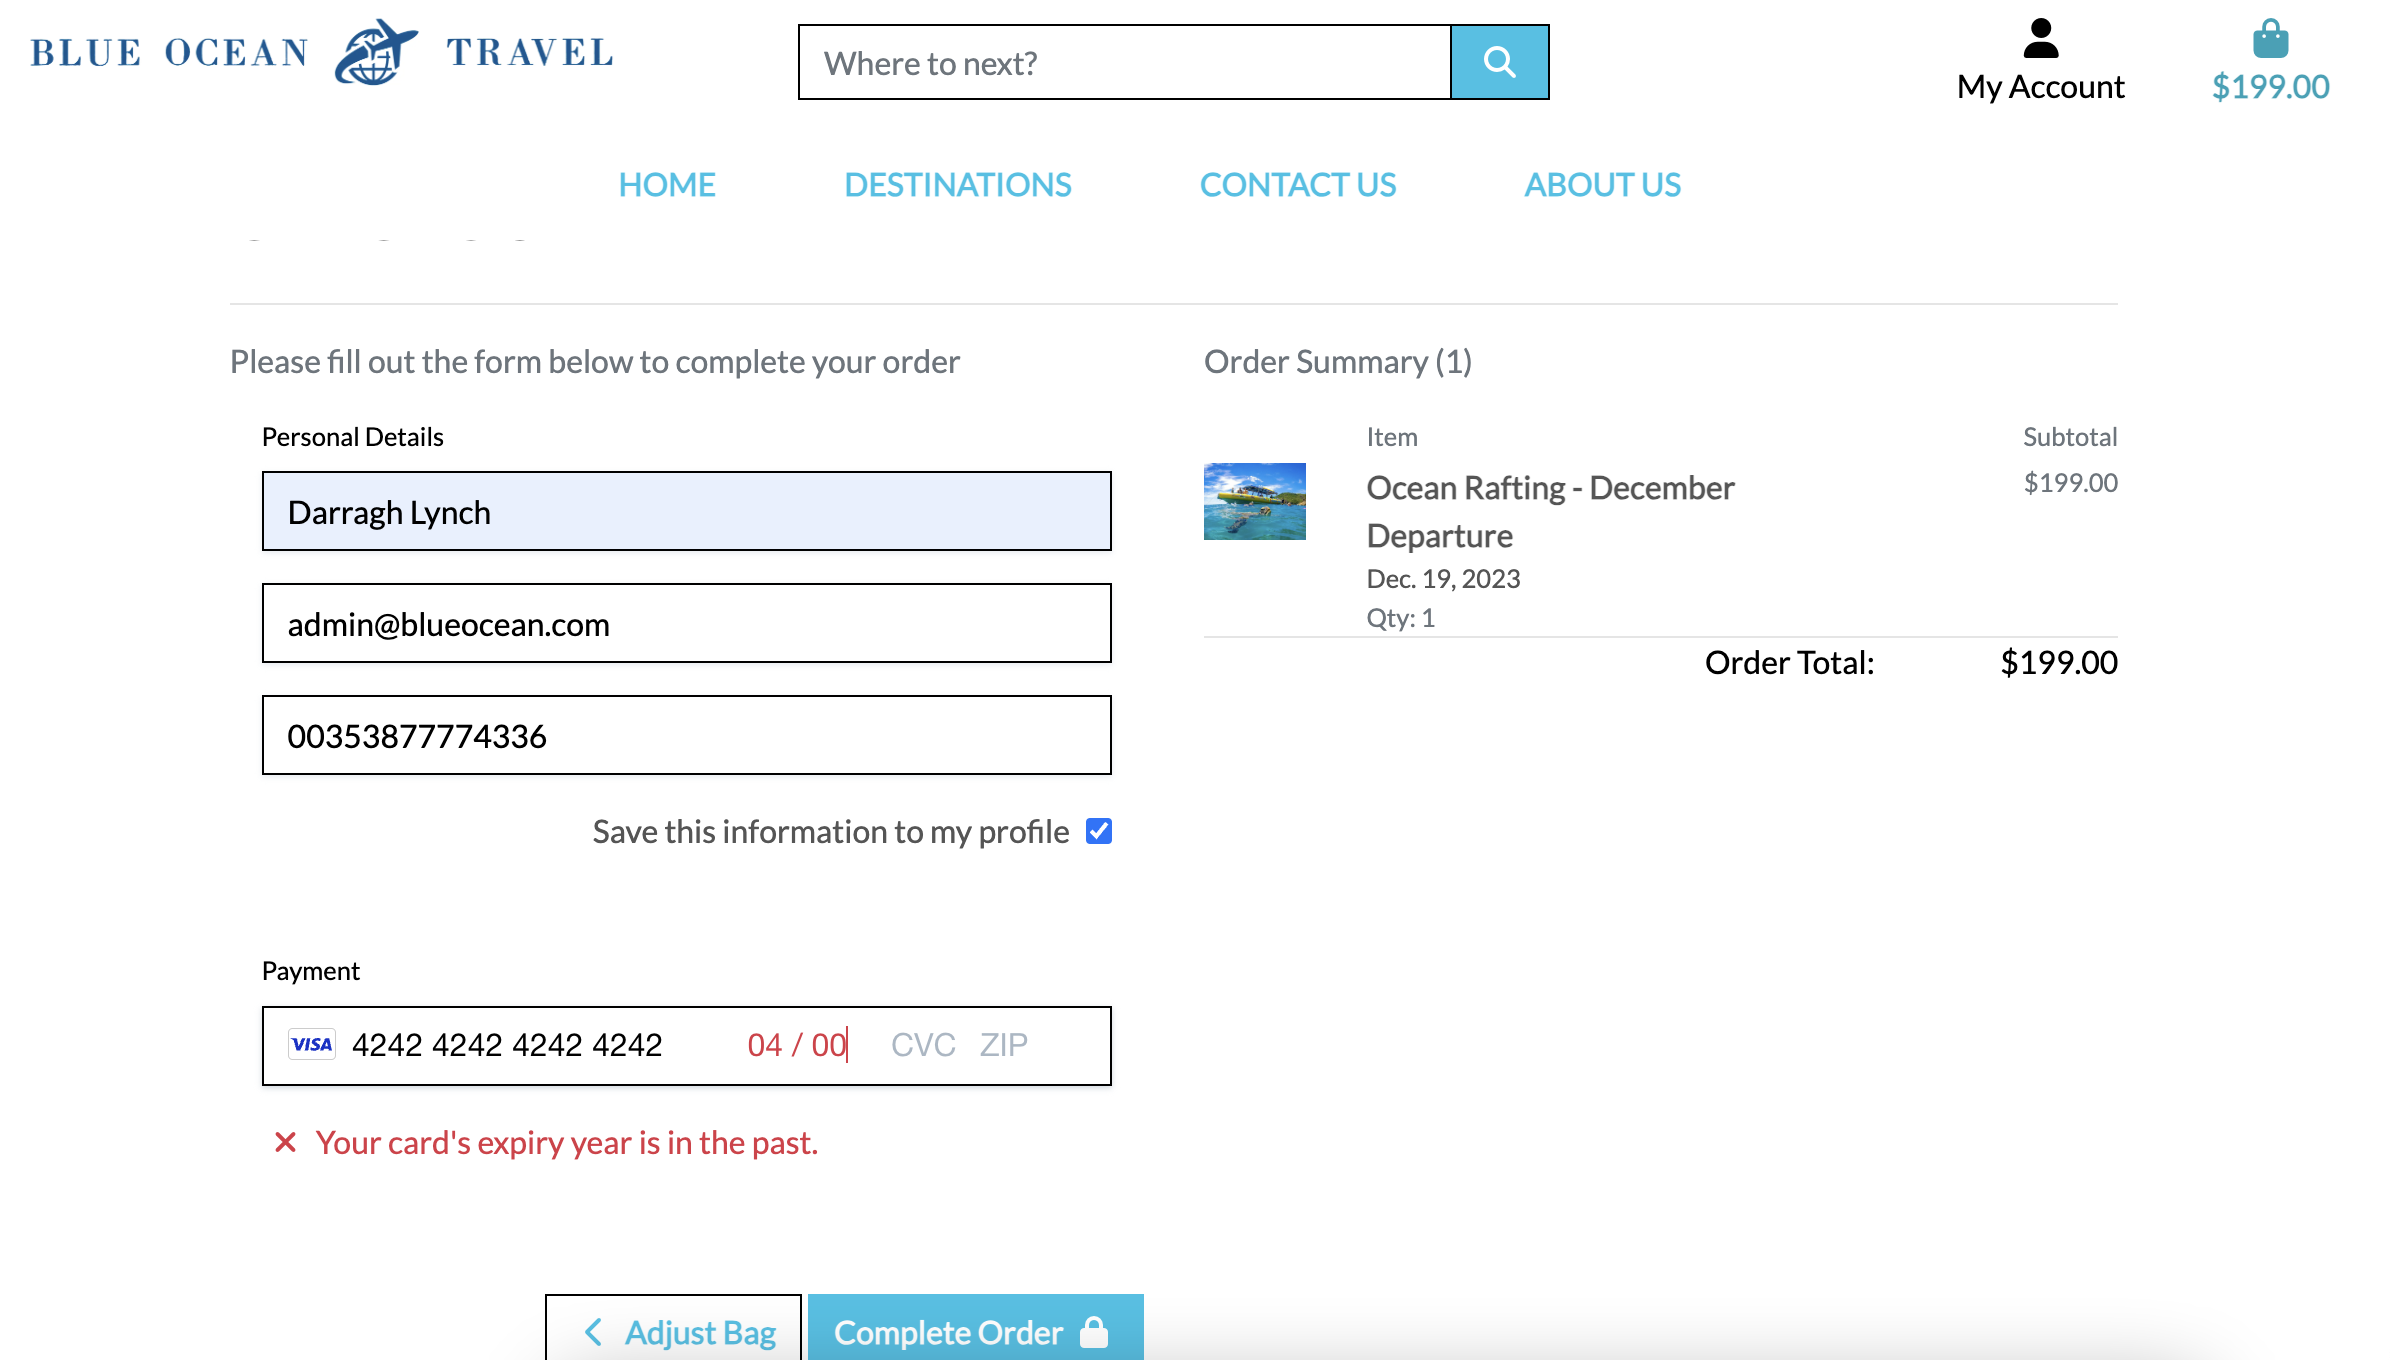 BLUE OCEAN TRAVEL
Where to next?
My Account
$199.00
HOME
DESTINATIONS
CONTACT US
ABOUT US
Please fill out the form below to complete your order
Personal Details
Darragh Lynch
admin@blueocean.com
00353877774336
Save this information to my profile
Payment
VISA 4242 4242 4242 4242 04 / 00 CVC ZIP
Your card's expiry year is in the past.
Adjust Bag
Complete Order
Order Summary (1)
Item Subtotal
Ocean Rafting - December $199.00
Departure
Dec. 19, 2023
Qty: 1
Order Total: $199.00